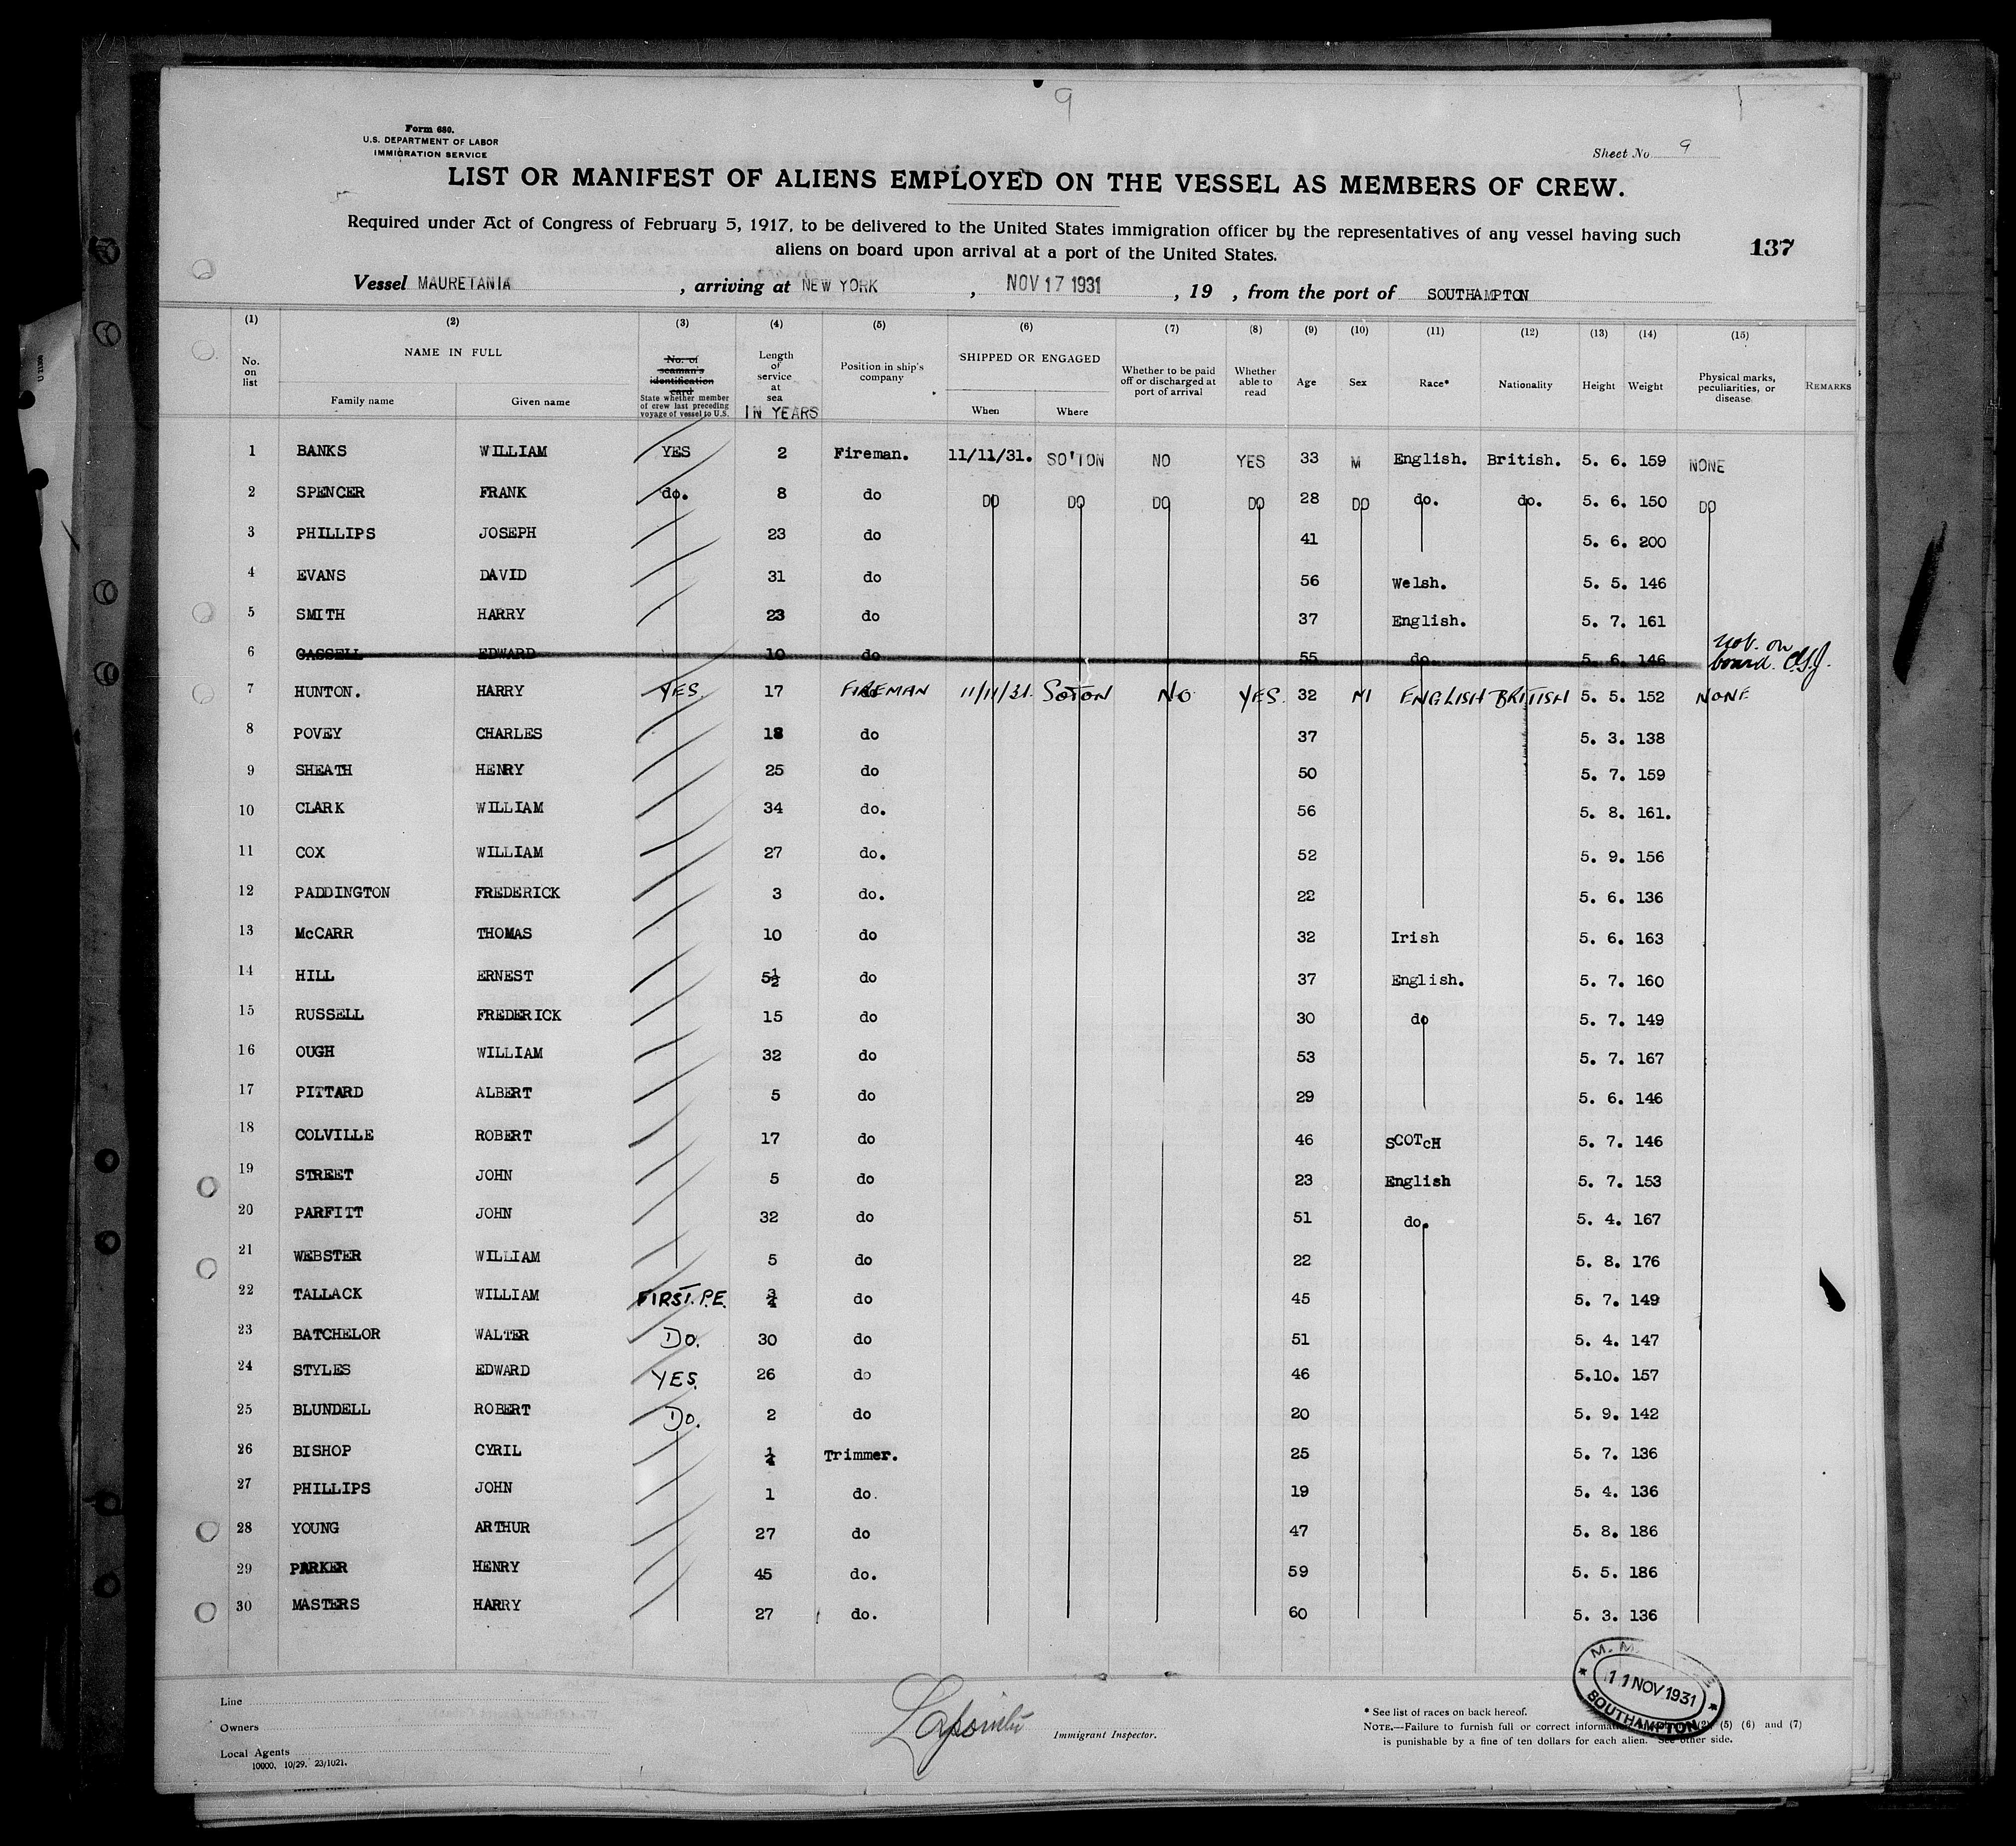 9
Form 680.
U.S. DEPARTMENT OF LABOR
IMMIGRATION SERVICE
Sheet No. 9
LIST OR MANIFEST OF ALIENS EMPLOYED ON THE VESSEL AS MEMBERS OF CREW.
Required under Act of Congress of February 5, 1917, to be delivered to the United States immigration officer by the representatives of any vessel having such
aliens on board upon arrival at a port of the United States.
137
Vessel MAURETANIA, arriving at NEW YORK, NOV 17 1931, 19 , from the port of SOUTHAMPTON
(1) (2) (3) (4) (5) (6) (7) (8) (9) (10) (11) (12) (13) (14) (15)
No. on list
NAME IN FULL
Family name Given name
No. of seaman's identification card
State whether member of crew last preceding voyage of vessel to U.S.
Length of service at sea IN YEARS
Position in ship's company
SHIPPED OR ENGAGED
When Where
Whether to be paid off or discharged at port of arrival
Whether able to read
Age Sex Race* Nationality Height Weight
Physical marks, peculiarities, or disease
REMARKS
1 BANKS WILLIAM YES 2 Fireman. 11/11/31. SO'TON NO YES 33 M English. British. 5. 6. 159 NONE
2 SPENCER FRANK do. 8 do DO DO DO DO 28 DO do. do. 5. 6. 150 DO
3 PHILLIPS JOSEPH 23 do 41 5. 6. 200
4 EVANS DAVID 31 do 56 Welsh. 5. 5. 146
5 SMITH HARRY 23 do 37 English. 5. 7. 161
6 CASSELL EDWARD 10 do 55 do. 5. 6. 146 not on board.
7 HUNTON. HARRY YES. 17 FIREMAN 11/11/31. SOTON NO YES. 32 M ENGLISH BRITISH 5. 5. 152 NONE
8 POVEY CHARLES 18 do 37 5. 3. 138
9 SHEATH HENRY 25 do 50 5. 7. 159
10 CLARK WILLIAM 34 do. 56 5. 8. 161.
11 COX WILLIAM 27 do. 52 5. 9. 156
12 PADDINGTON FREDERICK 3 do. 22 5. 6. 136
13 McCARR THOMAS 10 do 32 Irish 5. 6. 163
14 HILL ERNEST 5½ do 37 English. 5. 7. 160
15 RUSSELL FREDERICK 15 do 30 do 5. 7. 149
16 OUGH WILLIAM 32 do 53 5. 7. 167
17 PITTARD ALBERT 5 do 29 5. 6. 146
18 COLVILLE ROBERT 17 do 46 SCOTcH 5. 7. 146
19 STREET JOHN 5 do 23 English 5. 7. 153
20 PARFITT JOHN 32 do 51 do. 5. 4. 167
21 WEBSTER WILLIAM 5 do 22 5. 8. 176
22 TALLACK WILLIAM FIRST. P.E. ¾ do 45 5. 7. 149
23 BATCHELOR WALTER Do. 30 do 51 5. 4. 147
24 STYLES EDWARD YES. 26 do 46 5.10. 157
25 BLUNDELL ROBERT Do. 2 do 20 5. 9. 142
26 BISHOP CYRIL ¼ Trimmer. 25 5. 7. 136
27 PHILLIPS JOHN 1 do. 19 5. 4. 136
28 YOUNG ARTHUR 27 do 47 5. 8. 186
29 PARKER HENRY 45 do. 59 5. 5. 186
30 MASTERS HARRY 27 do. 60 5. 3. 136
11 NOV 1931
SOUTHAMPTON
Line
Owners
Local Agents
10000. 10/29. 23/1021.
Immigrant Inspector.
* See list of races on back hereof.
NOTE.—Failure to furnish full or correct (2) (5) (6) and (7)
is punishable by a fine of ten dollars for each alien. See other side.